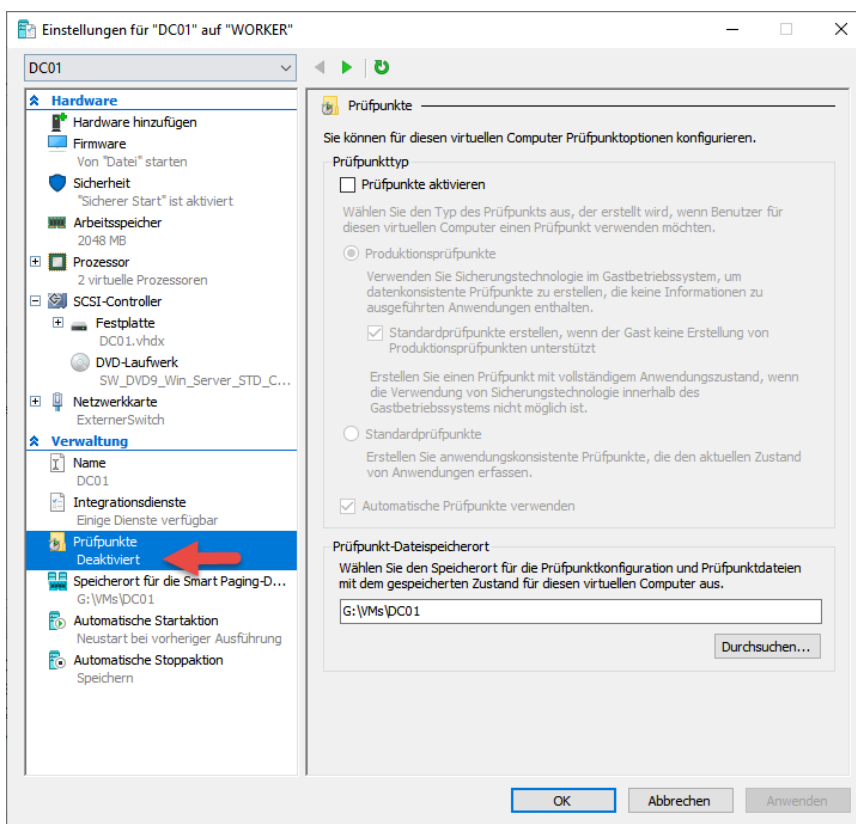 Einstellungen für "DC01" auf "WORKER"
DC01
Hardware
Hardware hinzufügen
Firmware
Von "Datei" starten
Sicherheit
"Sicherer Start" ist aktiviert
Arbeitsspeicher
2048 MB
Prozessor
2 virtuelle Prozessoren
SCSI-Controller
Festplatte
DC01.vhdx
DVD-Laufwerk
SW_DVD9_Win_Server_STD_C...
Netzwerkkarte
ExternerSwitch
Verwaltung
Name
DC01
Integrationsdienste
Einige Dienste verfügbar
Prüfpunkte
Deaktiviert
Speicherort für die Smart Paging-D...
G:\VMs\DC01
Automatische Startaktion
Neustart bei vorheriger Ausführung
Automatische Stoppaktion
Speichern
Prüfpunkte
Sie können für diesen virtuellen Computer Prüfpunktoptionen konfigurieren.
Prüfpunkttyp
Prüfpunkte aktivieren
Wählen Sie den Typ des Prüfpunkts aus, der erstellt wird, wenn Benutzer für
diesen virtuellen Computer einen Prüfpunkt verwenden möchten.
Produktionsprüfpunkte
Verwenden Sie Sicherungstechnologie im Gastbetriebssystem, um
datenkonsistente Prüfpunkte zu erstellen, die keine Informationen zu
ausgeführten Anwendungen enthalten.
Standardprüfpunkte erstellen, wenn der Gast keine Erstellung von
Produktionsprüfpunkten unterstützt
Erstellen Sie einen Prüfpunkt mit vollständigem Anwendungszustand, wenn
die Verwendung von Sicherungstechnologie innerhalb des
Gastbetriebssystems nicht möglich ist.
Standardprüfpunkte
Erstellen Sie anwendungskonsistente Prüfpunkte, die den aktuellen Zustand
von Anwendungen erfassen.
Automatische Prüfpunkte verwenden
Prüfpunkt-Dateispeicherort
Wählen Sie den Speicherort für die Prüfpunktkonfiguration und Prüfpunktdateien
mit dem gespeicherten Zustand für diesen virtuellen Computer aus.
G:\VMs\DC01
Durchsuchen...
OK
Abbrechen
Anwenden